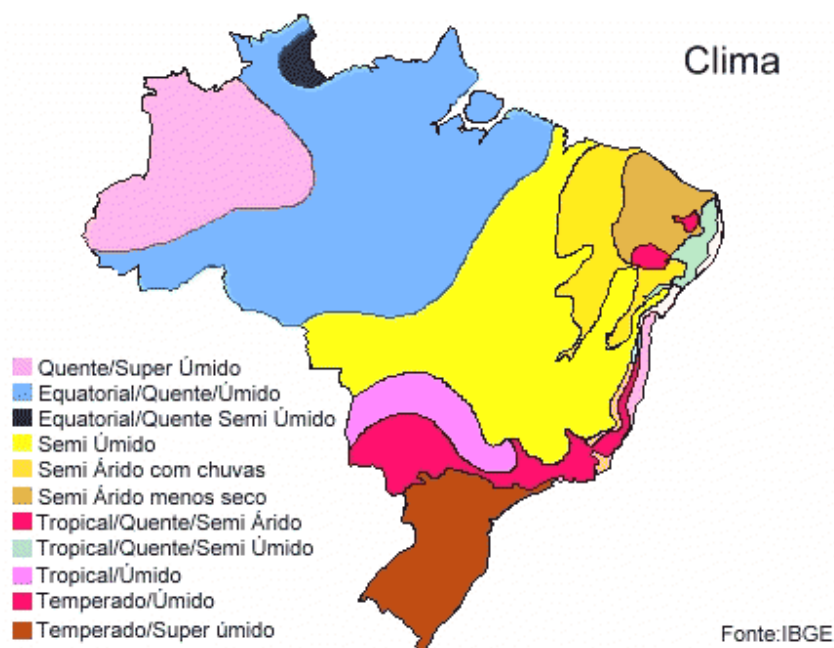 Clima
Quente/Super Úmido
Equatorial/Quente/Úmido
Equatorial/Quente Semi Úmido
Semi Úmido
Semi Árido com chuvas
Semi Árido menos seco
Tropical/Quente/Semi Árido
Tropical/Quente/Semi Úmido
Tropical/Úmido
Temperado/Úmido
Temperado/Super úmido
Fonte:IBGE